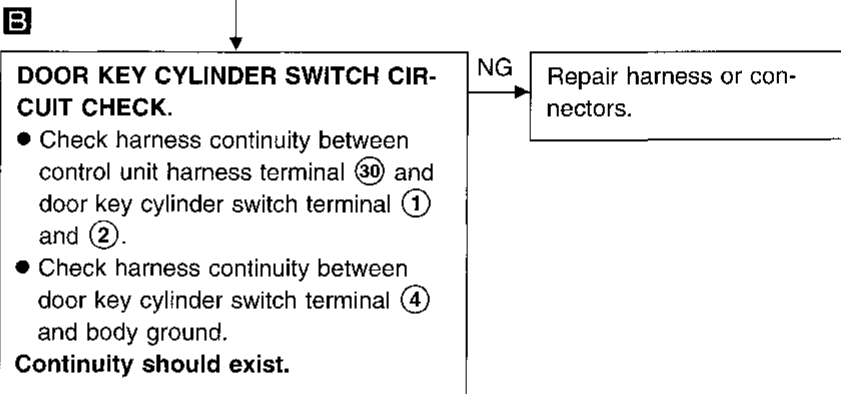 B
DOOR KEY CYLINDER SWITCH CIR-
CUIT CHECK.
● Check harness continuity between
control unit harness terminal ㉚ and
door key cylinder switch terminal ①
and ②.
● Check harness continuity between
door key cylinder switch terminal ④
and body ground.
Continuity should exist.
NG
Repair harness or con-
nectors.